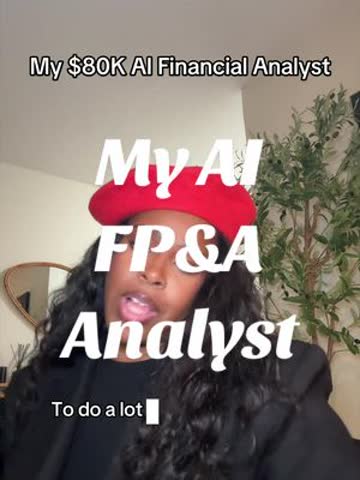 My $80K AI Financial Analyst
My AI
FP&A
Analyst
To do a lot